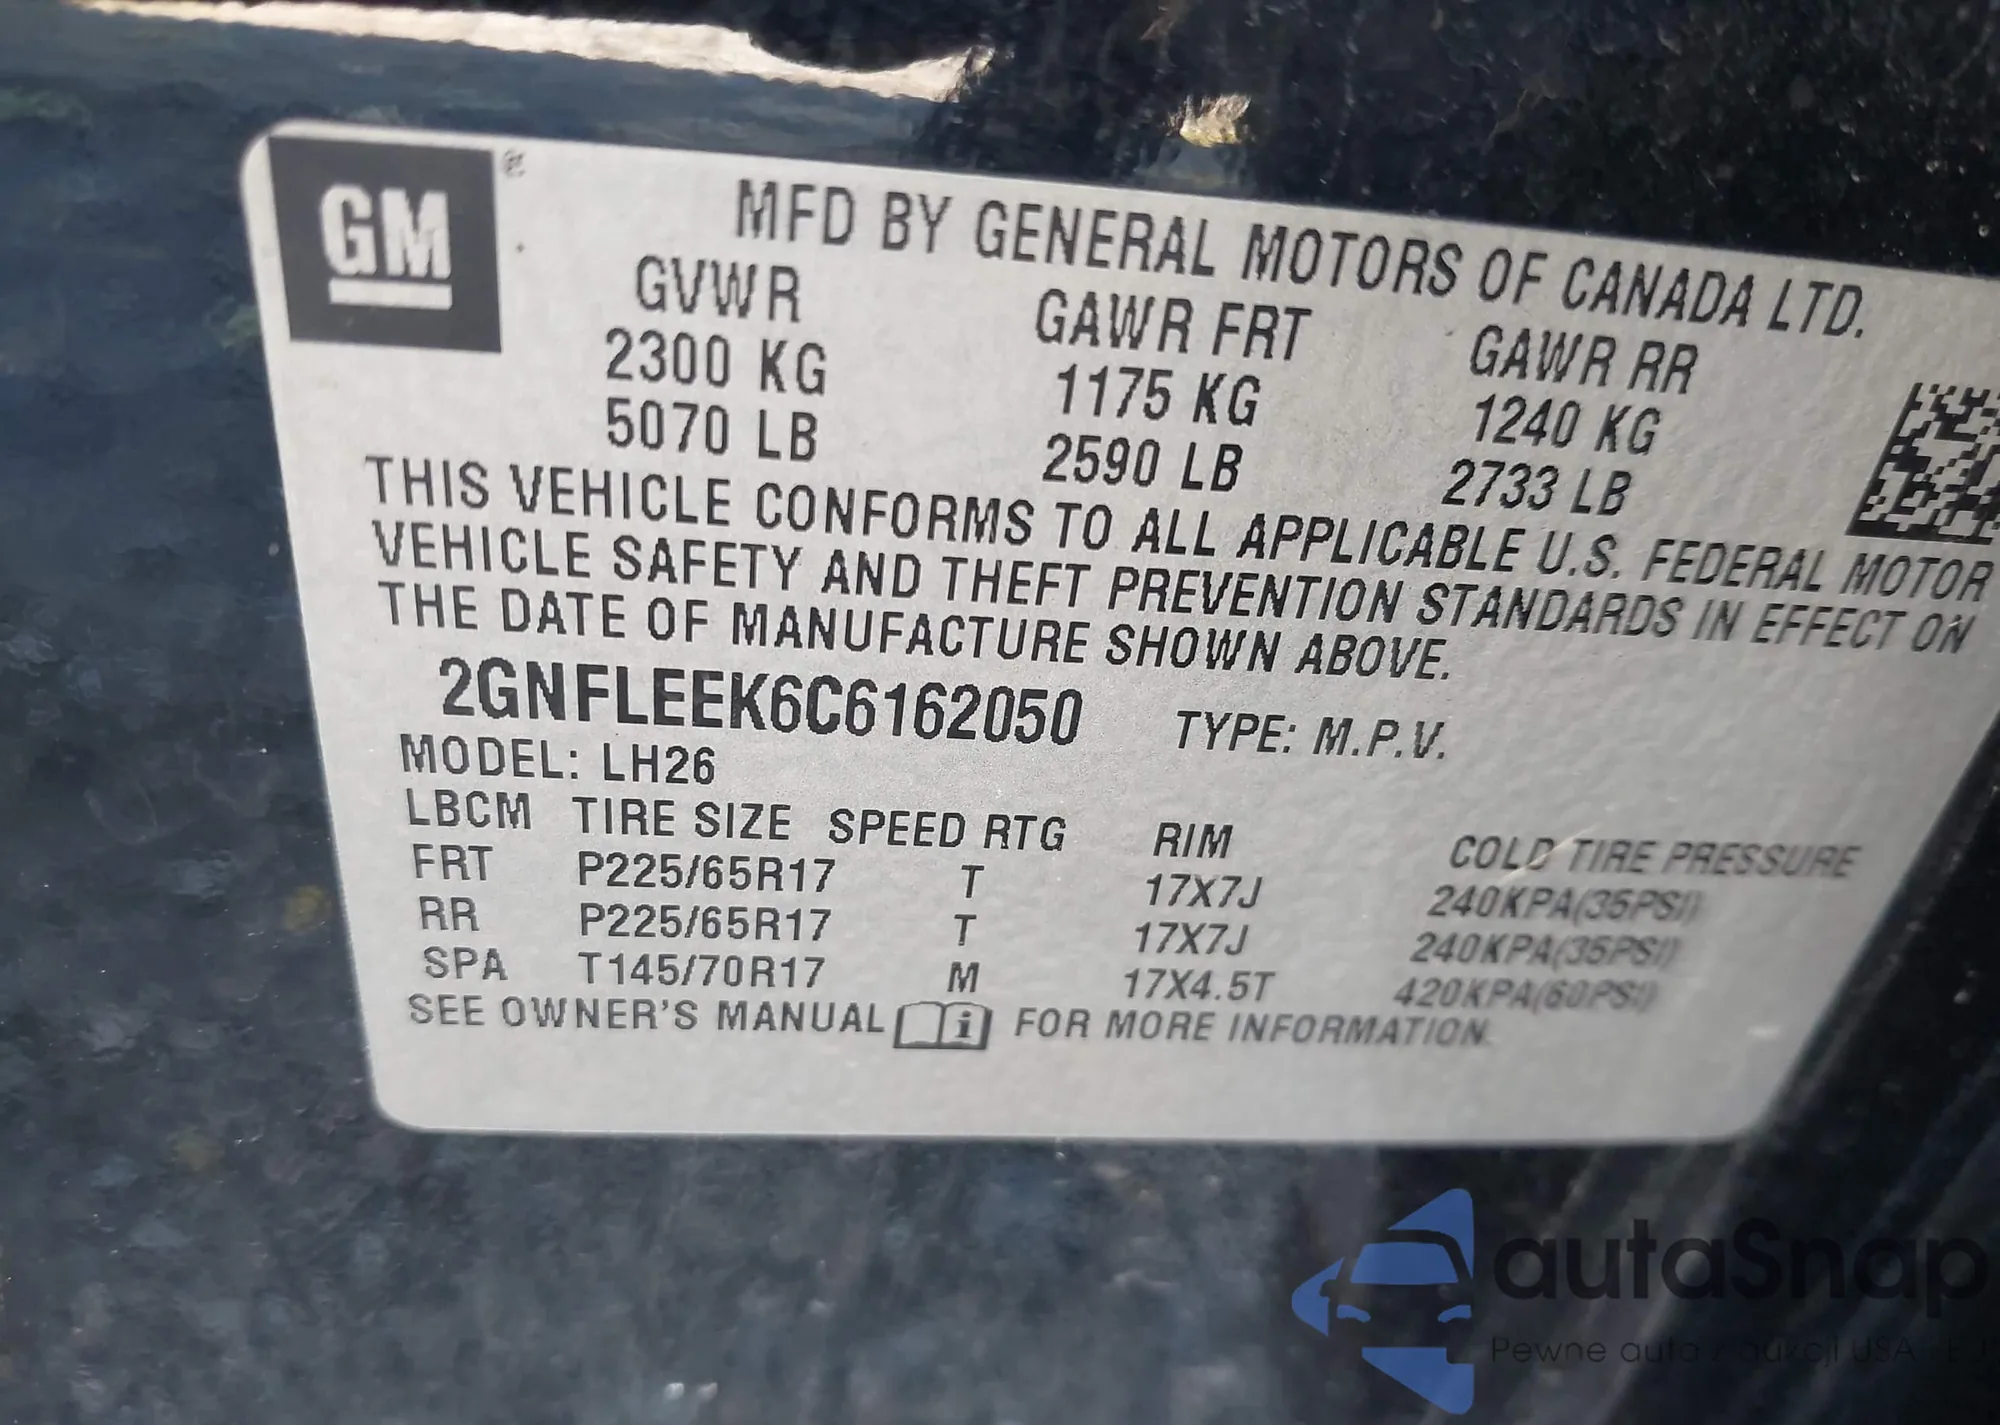 GM
MFD BY GENERAL MOTORS OF CANADA LTD.
GVWR GAWR FRT GAWR RR
2300 KG 1175 KG 1240 KG
5070 LB 2590 LB 2733 LB
THIS VEHICLE CONFORMS TO ALL APPLICABLE U.S. FEDERAL MOTOR
VEHICLE SAFETY AND THEFT PREVENTION STANDARDS IN EFFECT ON
THE DATE OF MANUFACTURE SHOWN ABOVE.
2GNFLEEK6C6162050 TYPE: M.P.V.
MODEL: LH26
LBCM TIRE SIZE SPEED RTG RIM COLD TIRE PRESSURE
FRT P225/65R17 T 17X7J 240KPA(35PSI)
RR P225/65R17 T 17X7J 240KPA(35PSI)
SPA T145/70R17 M 17X4.5T 420KPA(60PSI)
SEE OWNER'S MANUAL i FOR MORE INFORMATION.
autaSnap
Pewne auta z aukcji USA i E